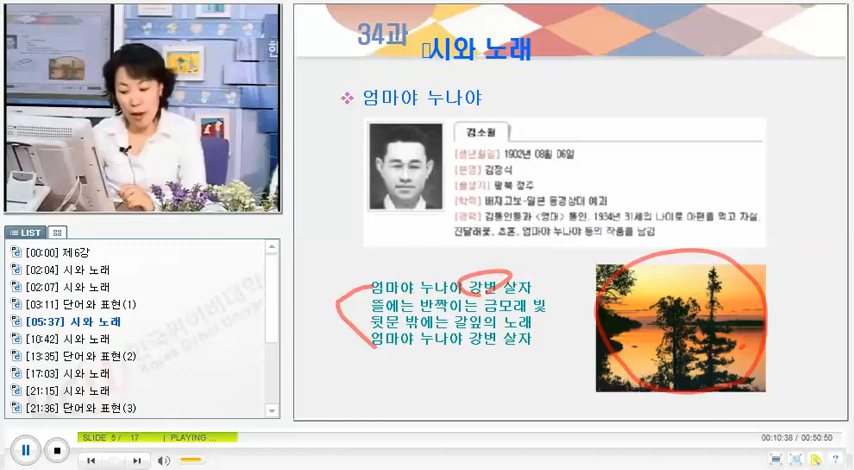 34과
시와 노래
엄마야 누나야
김소월
[생년월일] 1902년 08월 06일
[본명] 김정식
[출생지] 평북 정주
[학력] 배재고보-일본 동경상대 예과
[경력] 김통인들과 <영대> 동인. 1934년 31세의 나이로 아편을 먹고 자살.
진달래꽃, 초혼, 엄마야 누나야 등의 작품을 남김
엄마야 누나야 강변 살자
뜰에는 반짝이는 금모래 빛
뒷문 밖에는 갈잎의 노래
엄마야 누나야 강변 살자
LIST
[00:00] 제6강
[02:04] 시와 노래
[02:07] 시와 노래
[03:11] 단어와 표현(1)
[05:37] 시와 노래
[10:42] 시와 노래
[13:35] 단어와 표현(2)
[17:03] 시와 노래
[21:15] 시와 노래
[21:36] 단어와 표현(3)
SLIDE 5 / 17 | PLAYING ...
00:10:38 / 00:50:50